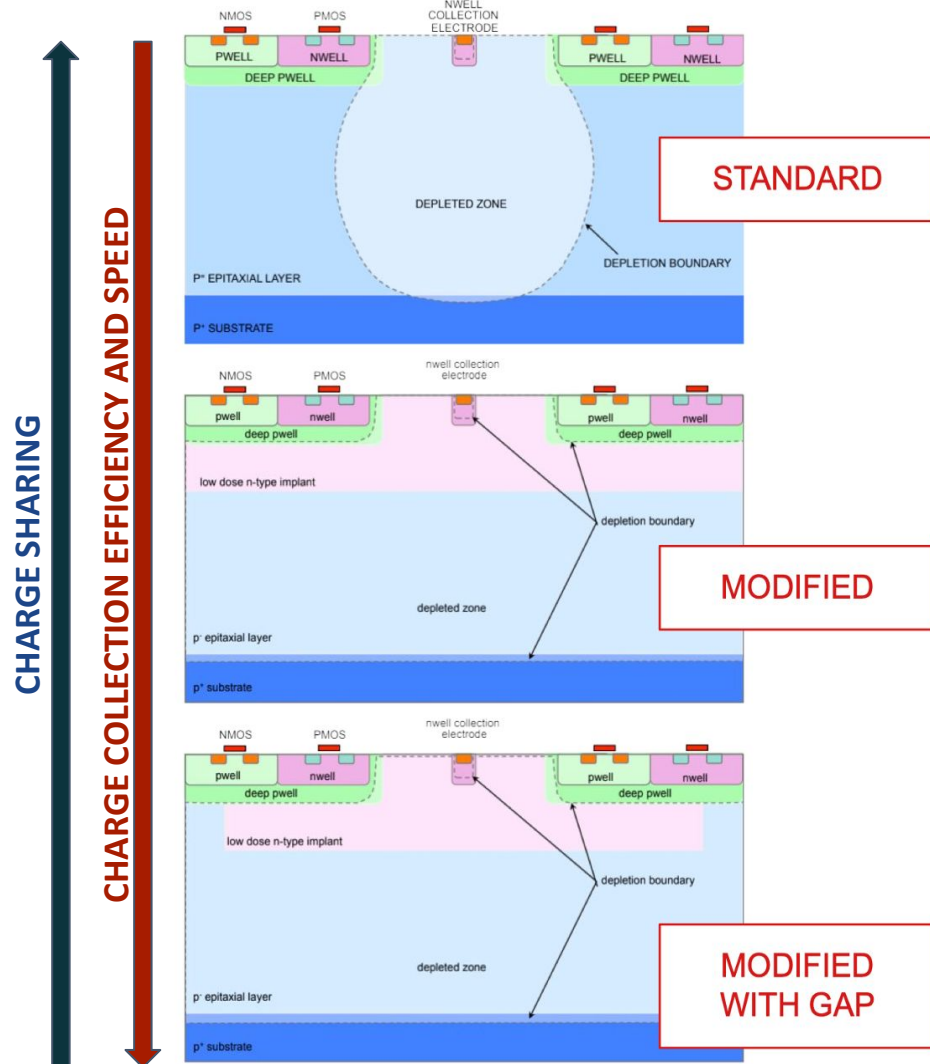 CHARGE SHARING
CHARGE COLLECTION EFFICIENCY AND SPEED
NMOS
PMOS
NWELL
COLLECTION
ELECTRODE
PWELL
NWELL
PWELL
NWELL
DEEP PWELL
DEEP PWELL
STANDARD
DEPLETED ZONE
DEPLETION BOUNDARY
P⁺ EPITAXIAL LAYER
P⁺ SUBSTRATE
NMOS
PMOS
nwell collection
electrode
pwell
nwell
pwell
nwell
deep pwell
deep pwell
low dose n-type implant
depletion boundary
MODIFIED
depleted zone
p⁻ epitaxial layer
p⁺ substrate
NMOS
PMOS
nwell collection
electrode
pwell
nwell
pwell
nwell
deep pwell
deep pwell
low dose n-type implant
depletion boundary
depleted zone
MODIFIED
WITH GAP
p⁻ epitaxial layer
p⁺ substrate